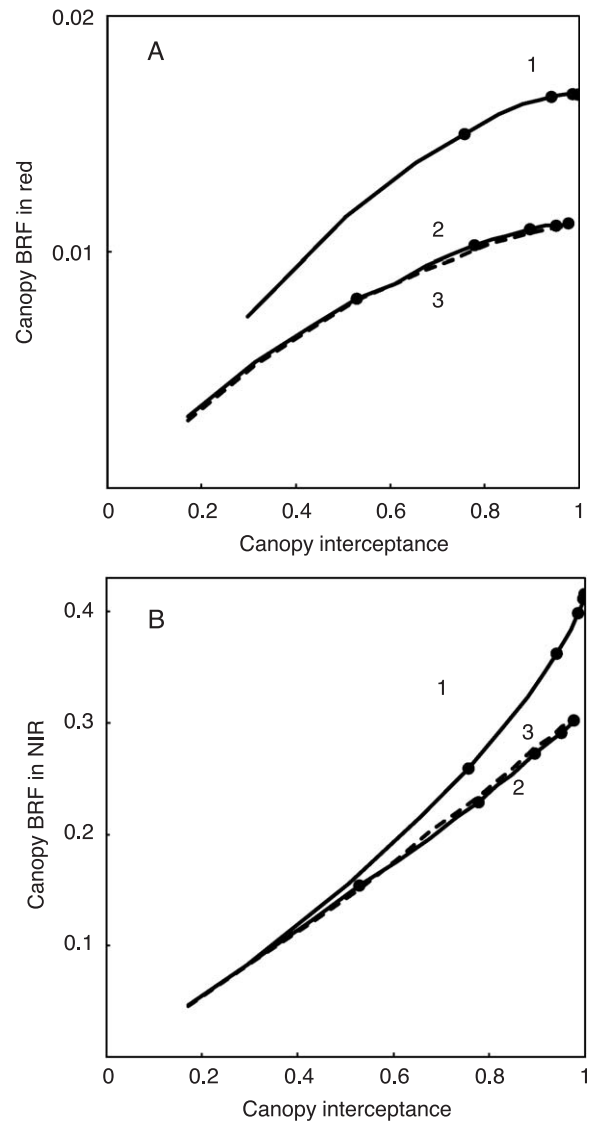 0.02
A
1
Canopy BRF in red
0.01
2
3
0 0.2 0.4 0.6 0.8 1
Canopy interceptance
B
0.4
1
Canopy BRF in NIR
0.3
3
2
0.2
0.1
0 0.2 0.4 0.6 0.8 1
Canopy interceptance